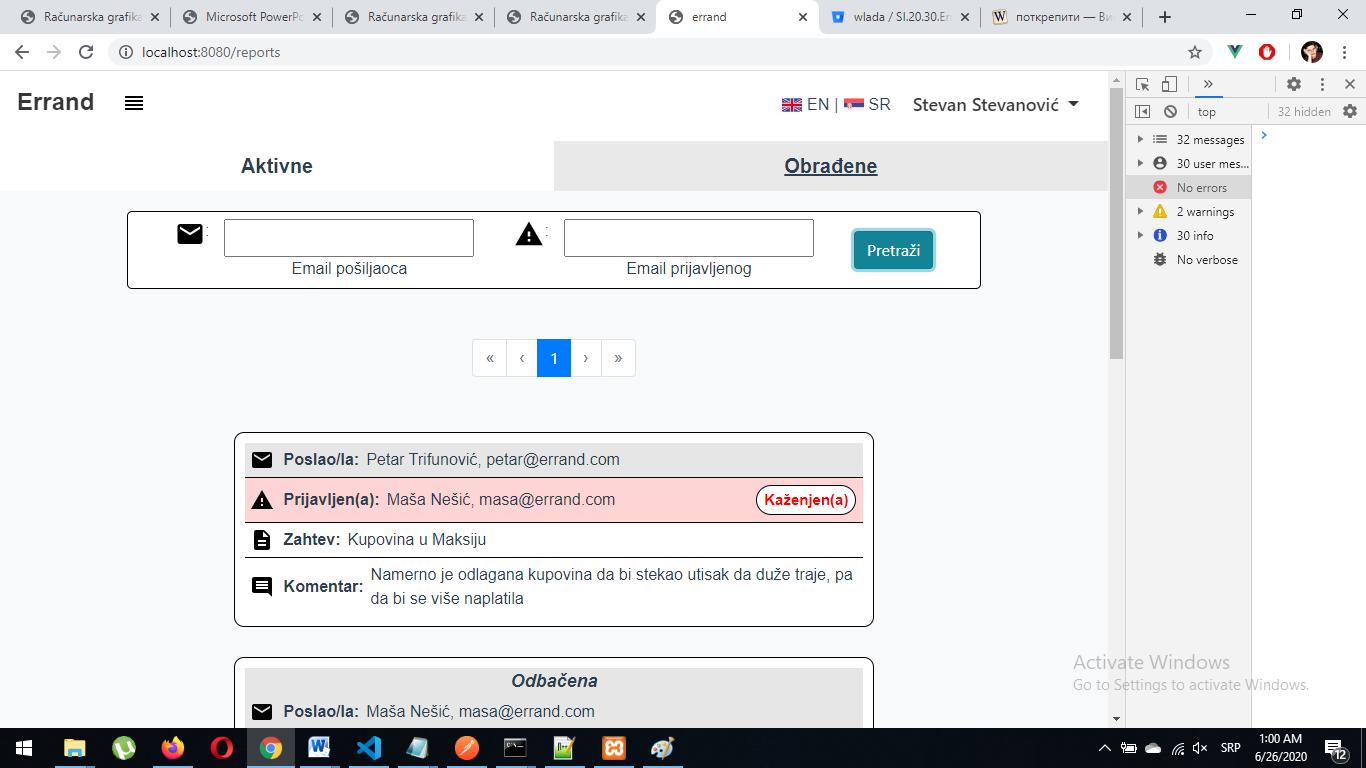 Računarska grafika
Microsoft PowerPo
Računarska grafika
Računarska grafika
errand
wlada / SI.20.30.Er
поткрепити — Ви
localhost:8080/reports
Errand
EN | SR
Stevan Stevanović
Aktivne
Obrađene
:
Email pošiljaoca
:
Email prijavljenog
Pretraži
« ‹ 1 › »
Poslao/la: Petar Trifunović, petar@errand.com
Prijavljen(a): Maša Nešić, masa@errand.com
Kaženjen(a)
Zahtev: Kupovina u Maksiju
Komentar: Namerno je odlagana kupovina da bi stekao utisak da duže traje, pa
da bi se više naplatila
Odbačena
Poslao/la: Maša Nešić, masa@errand.com
top
32 hidden
32 messages
30 user mes...
No errors
2 warnings
30 info
No verbose
Activate Windows
Go to Settings to activate Windows.
SRP
1:00 AM
6/26/2020
12